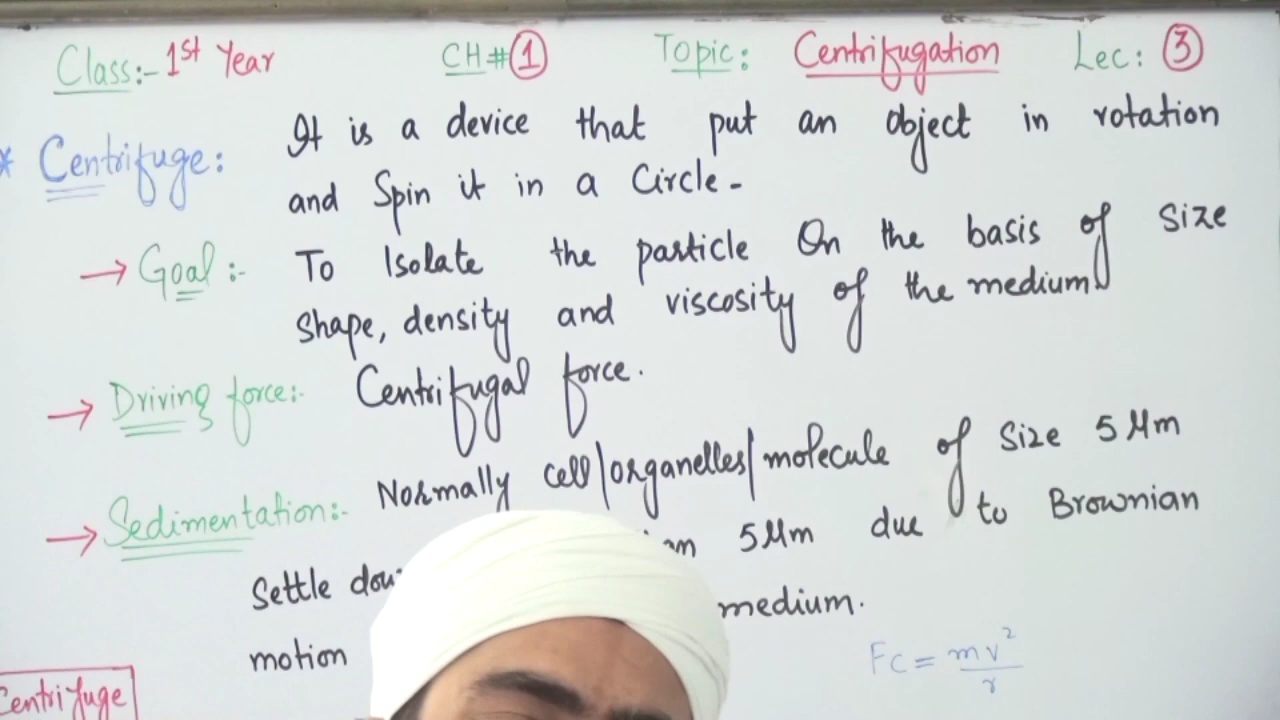 Class:- 1st Year CH#1 Topic: Centrifugation Lec: 3
* Centrifuge: It is a device that put an object in rotation
and Spin it in a Circle-
→ Goal:- To Isolate the particle On the basis of Size
Shape, density and viscosity of the medium.
→ Driving force:- Centrifugal force.
→ Sedimentation:- Normally cell/organelles/molecule of Size 5 μm
Settle 5μm due to Brownian
motion medium.
Fc = mv²/r
Centrifuge